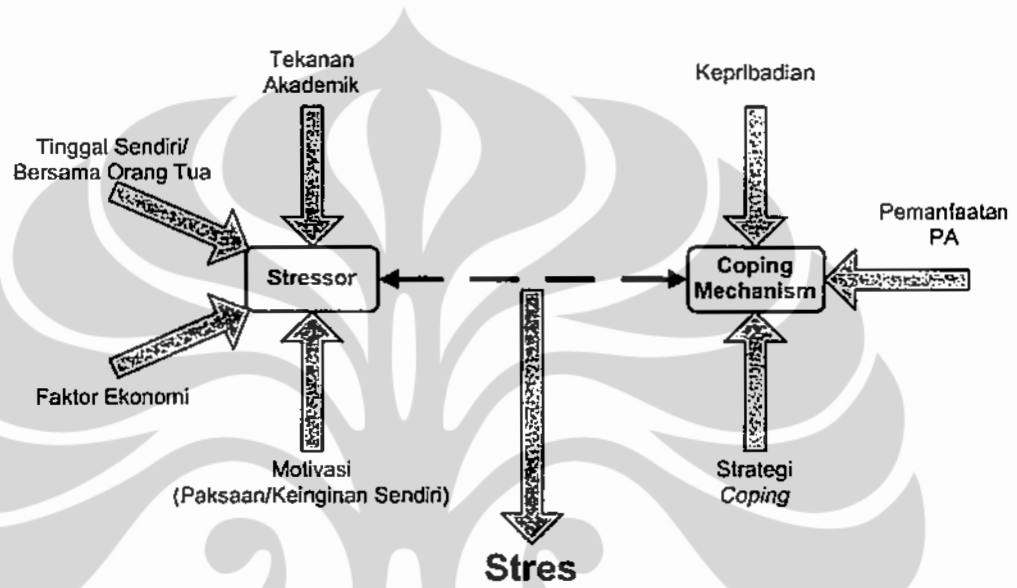 Tekanan
Akademik
Kepribadian
Tinggal Sendiri/
Bersama Orang Tua
Pemanfaatan
PA
Stressor
Coping
Mechanism
Faktor Ekonomi
Motivasi
(Paksaan/Keinginan Sendiri)
Strategi
Coping
Stres